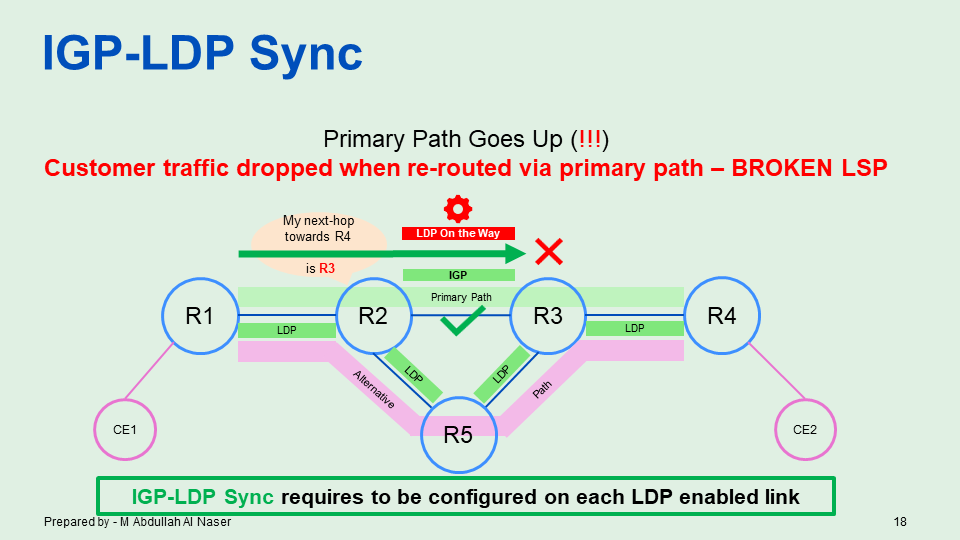 IGP-LDP Sync
Primary Path Goes Up (!!!)
Customer traffic dropped when re-routed via primary path – BROKEN LSP
My next-hop
towards R4
is R3
LDP On the Way
IGP
Primary Path
R1
R2
R3
R4
LDP
LDP
LDP
LDP
Alternative
Path
R5
CE1
CE2
IGP-LDP Sync requires to be configured on each LDP enabled link
Prepared by - M Abdullah Al Naser
18